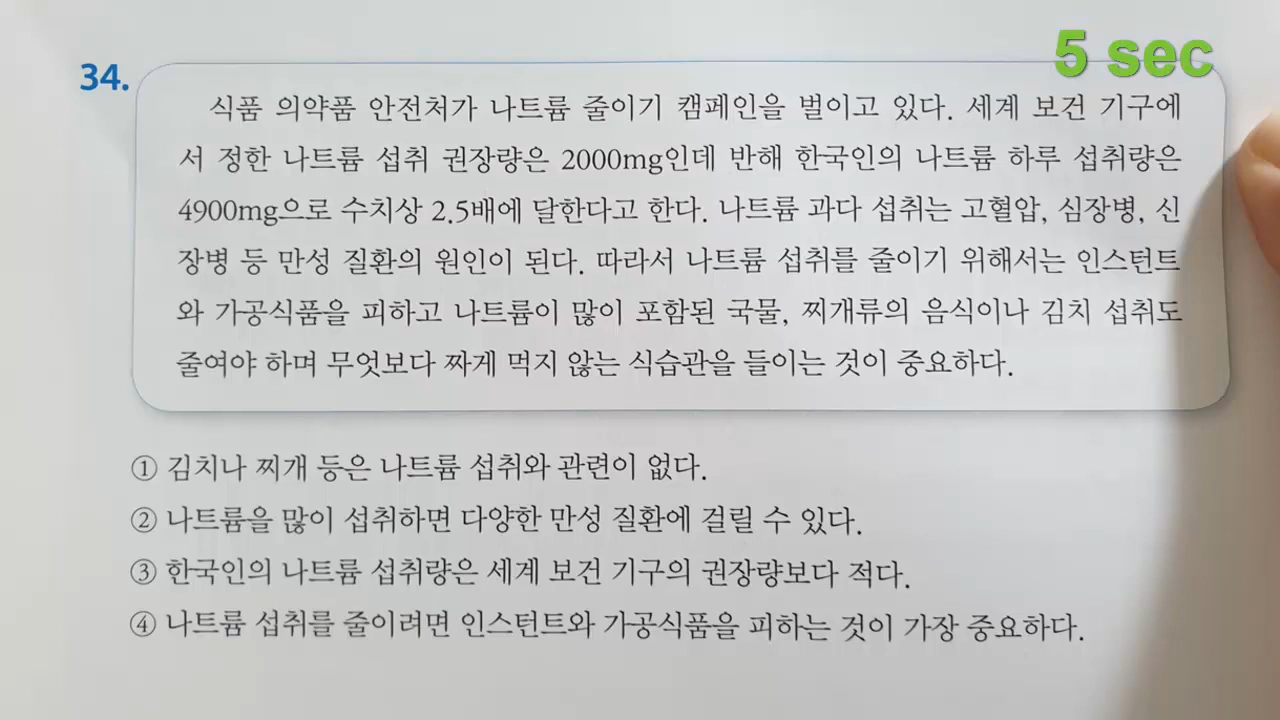 5 sec
34.
식품 의약품 안전처가 나트륨 줄이기 캠페인을 벌이고 있다. 세계 보건 기구에
서 정한 나트륨 섭취 권장량은 2000mg인데 반해 한국인의 나트륨 하루 섭취량은
4900mg으로 수치상 2.5배에 달한다고 한다. 나트륨 과다 섭취는 고혈압, 심장병, 신
장병 등 만성 질환의 원인이 된다. 따라서 나트륨 섭취를 줄이기 위해서는 인스턴트
와 가공식품을 피하고 나트륨이 많이 포함된 국물, 찌개류의 음식이나 김치 섭취도
줄여야 하며 무엇보다 짜게 먹지 않는 식습관을 들이는 것이 중요하다.
① 김치나 찌개 등은 나트륨 섭취와 관련이 없다.
② 나트륨을 많이 섭취하면 다양한 만성 질환에 걸릴 수 있다.
③ 한국인의 나트륨 섭취량은 세계 보건 기구의 권장량보다 적다.
④ 나트륨 섭취를 줄이려면 인스턴트와 가공식품을 피하는 것이 가장 중요하다.